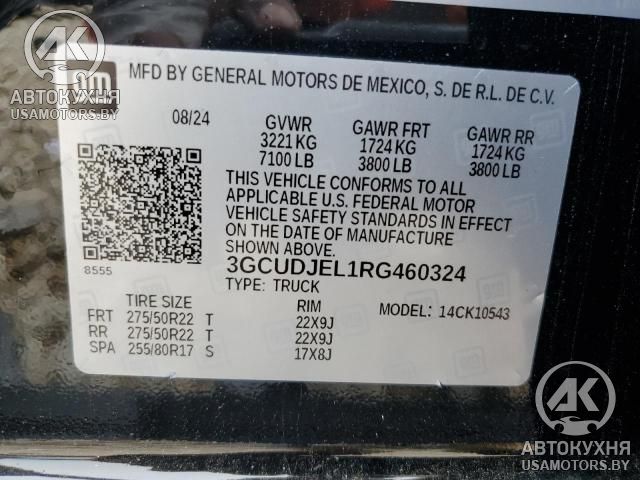 gm
MFD BY GENERAL MOTORS DE MEXICO, S. DE R.L. DE C.V.
АВТОКУХНЯ
USAMOTORS.BY
08/24 GVWR GAWR FRT GAWR RR
3221 KG 1724 KG 1724 KG
7100 LB 3800 LB 3800 LB
THIS VEHICLE CONFORMS TO ALL
APPLICABLE U.S. FEDERAL MOTOR
VEHICLE SAFETY STANDARDS IN EFFECT
ON THE DATE OF MANUFACTURE
SHOWN ABOVE.
8555
3GCUDJEL1RG460324
TYPE: TRUCK
TIRE SIZE RIM MODEL: 14CK10543
FRT 275/50R22 T 22X9J
RR 275/50R22 T 22X9J
SPA 255/80R17 S 17X8J
АК
АВТОКУХНЯ
USAMOTORS.BY